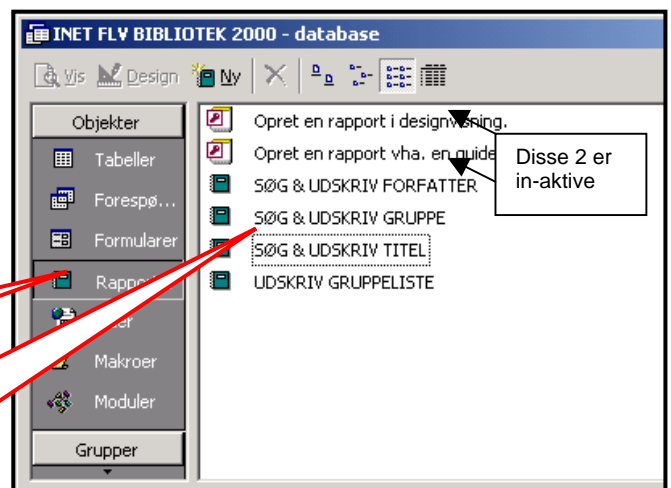 INET FLV BIBLIOTEK 2000 - database
Vis Design Ny
Objekter
Tabeller
Forespø...
Formularer
Rapp
Makroer
Moduler
Grupper
Opret en rapport i designvisning.
Opret en rapport vha. en guide
SØG & UDSKRIV FORFATTER
SØG & UDSKRIV GRUPPE
SØG & UDSKRIV TITEL
UDSKRIV GRUPPELISTE
Disse 2 er
in-aktive